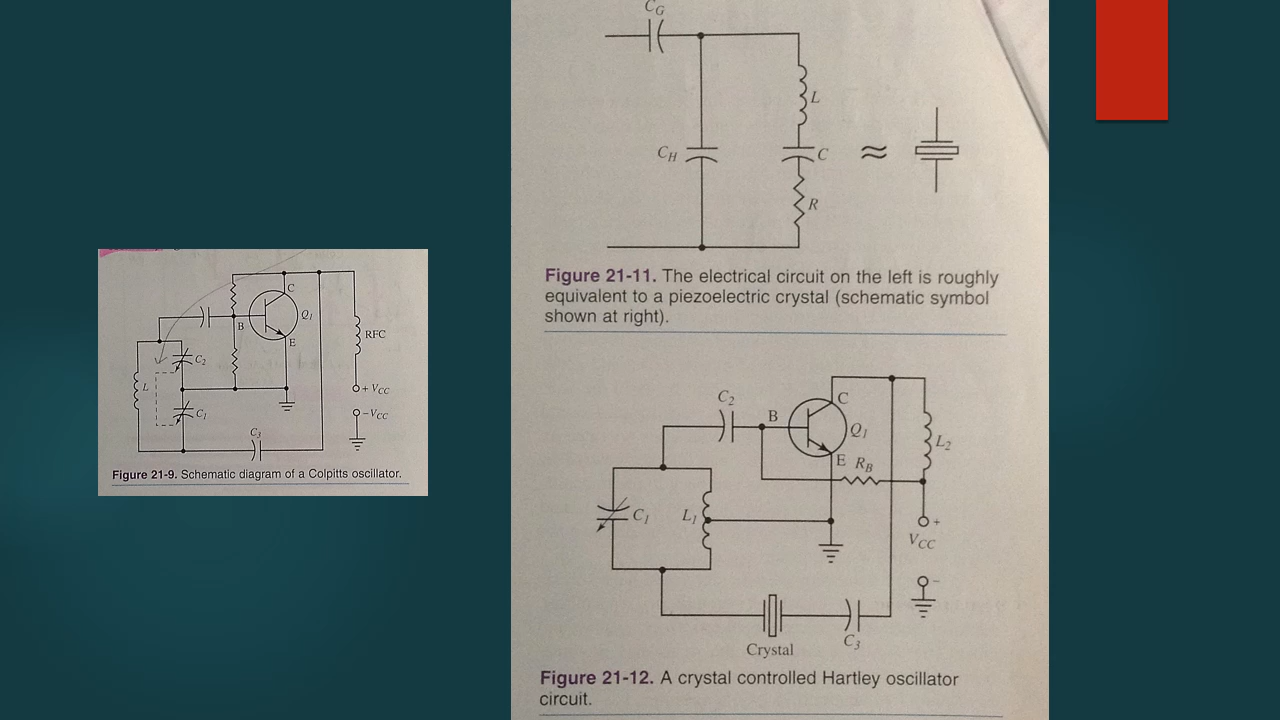 C
Q1
B
E
RFC
C2
L
+ VCC
C1
-VCC
C3
Figure 21-9. Schematic diagram of a Colpitts oscillator.
CG
L
CH
C
≈
R
Figure 21-11. The electrical circuit on the left is roughly
equivalent to a piezoelectric crystal (schematic symbol
shown at right).
C2
C
B
Q1
L2
E RB
C1
L1
+
VCC
-
C3
Crystal
Figure 21-12. A crystal controlled Hartley oscillator
circuit.